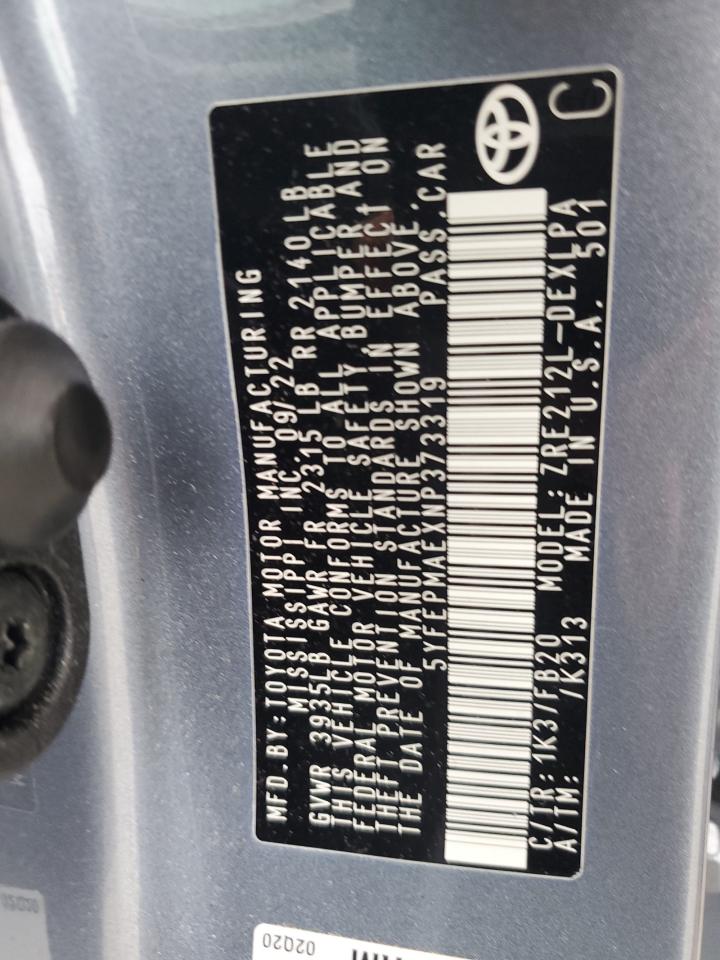 MFD.BY:TOYOTA MOTOR MANUFACTURING
MISSISSIPPI INC. 09/22
GVWR 3935LB GAWR FR 2315 LB RR 2140LB
THIS VEHICLE CONFORMS TO ALL APPLICABLE
FEDERAL MOTOR VEHICLE SAFETY BUMPER AND
THEFT PREVENTION STANDARDS IN EFFECT ON
THE DATE OF MANUFACTURE SHOWN ABOVE.
5YFEPMAEXNP373319 PASS.CAR
C/TR: 1K3/FB20 MODEL: ZRE212L-DEXLPA
A/TM: /K313 MADE IN U.S.A. 501
C
02Q20